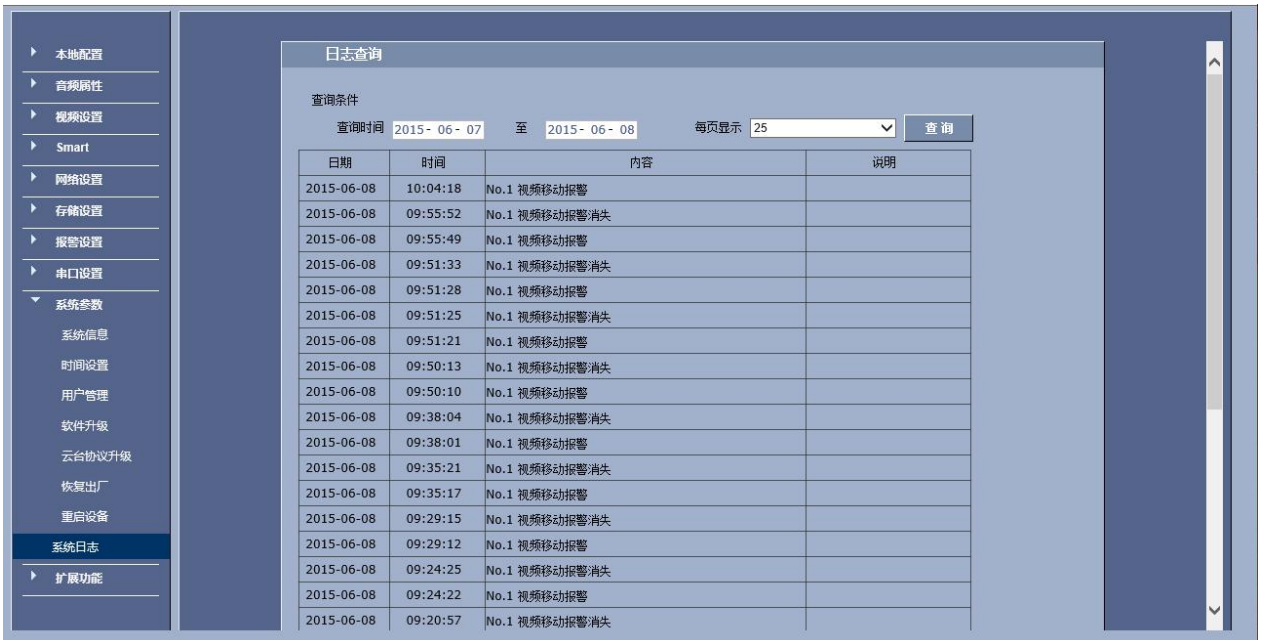 本地配置
音频属性
视频设置
Smart
网络设置
存储设置
报警设置
串口设置
系统参数
系统信息
时间设置
用户管理
软件升级
云台协议升级
恢复出厂
重启设备
系统日志
扩展功能
日志查询
查询条件
查询时间 2015 - 06 - 07 至 2015 - 06 - 08 每页显示 25 查询
日期 时间 内容 说明
2015-06-08 10:04:18 No.1 视频移动报警
2015-06-08 09:55:52 No.1 视频移动报警消失
2015-06-08 09:55:49 No.1 视频移动报警
2015-06-08 09:51:33 No.1 视频移动报警消失
2015-06-08 09:51:28 No.1 视频移动报警
2015-06-08 09:51:25 No.1 视频移动报警消失
2015-06-08 09:51:21 No.1 视频移动报警
2015-06-08 09:50:13 No.1 视频移动报警消失
2015-06-08 09:50:10 No.1 视频移动报警
2015-06-08 09:38:04 No.1 视频移动报警消失
2015-06-08 09:38:01 No.1 视频移动报警
2015-06-08 09:35:21 No.1 视频移动报警消失
2015-06-08 09:35:17 No.1 视频移动报警
2015-06-08 09:29:15 No.1 视频移动报警消失
2015-06-08 09:29:12 No.1 视频移动报警
2015-06-08 09:24:25 No.1 视频移动报警消失
2015-06-08 09:24:22 No.1 视频移动报警
2015-06-08 09:20:57 No.1 视频移动报警消失